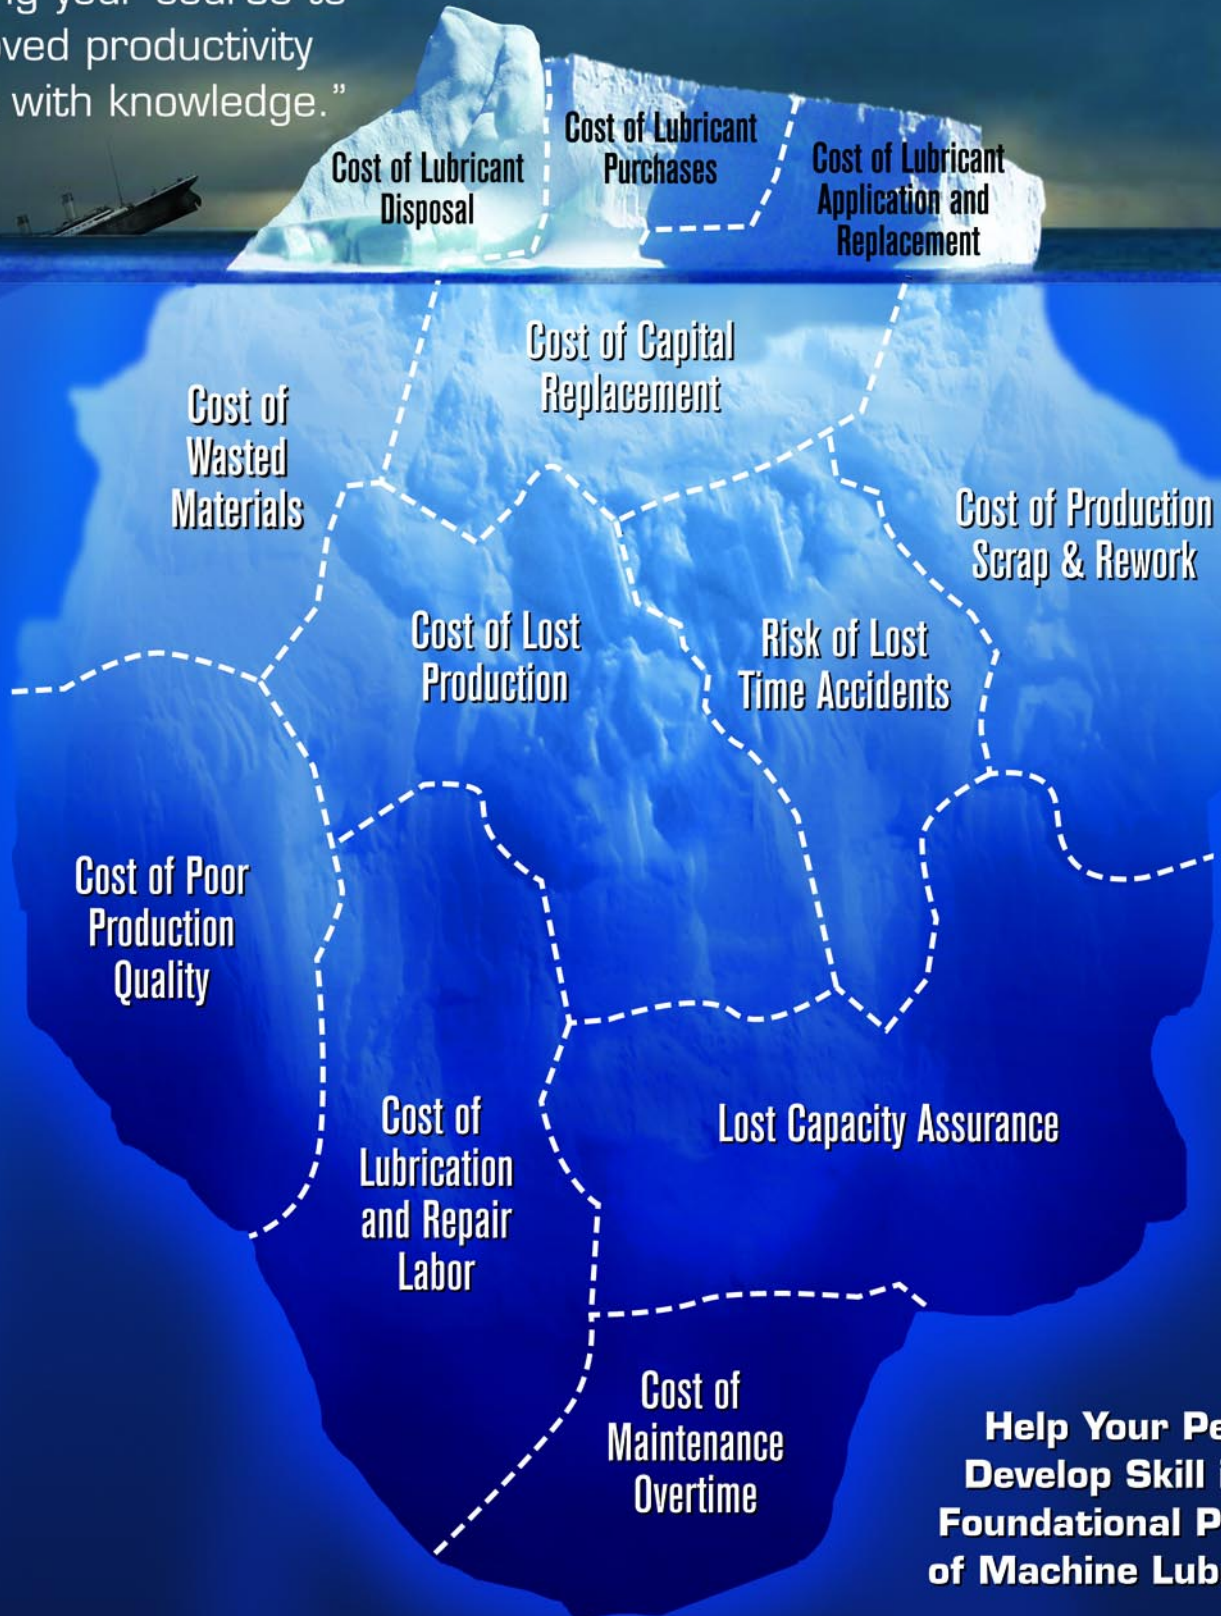 your course to
productivity
with knowledge.”
Cost of Lubricant
Disposal
Cost of Lubricant
Purchases
Cost of Lubricant
Application and
Replacement
Cost of Capital
Replacement
Cost of
Wasted
Materials
Cost of Production
Scrap & Rework
Cost of Lost
Production
Risk of Lost
Time Accidents
Cost of Poor
Production
Quality
Cost of
Lubrication
and Repair
Labor
Lost Capacity Assurance
Cost of
Maintenance
Overtime
Help Your
Develop Skill
Foundational
of Machine